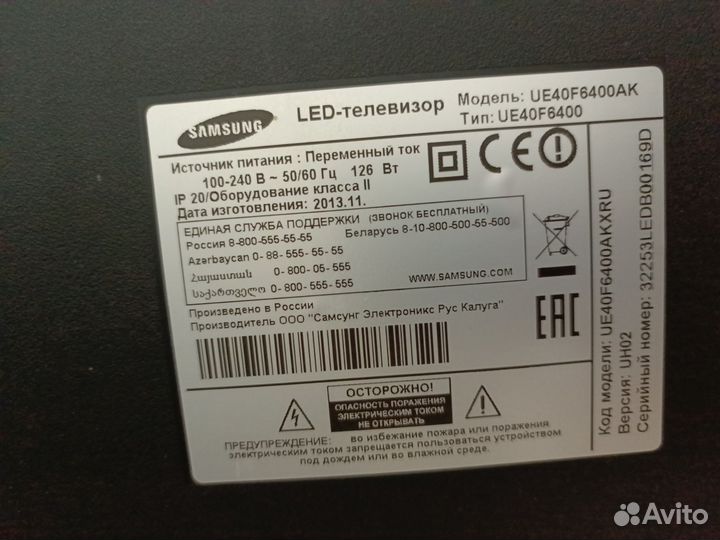 SAMSUNG
LED-телевизор
Модель: UE40F6400AK
Тип: UE40F6400
Источник питания : Переменный ток
100-240 В ~ 50/60 Гц 126 Вт
IP 20/Оборудование класса II
Дата изготовления: 2013.11.
ЕДИНАЯ СЛУЖБА ПОДДЕРЖКИ (ЗВОНОК БЕСПЛАТНЫЙ)
Россия 8-800-555-55-55 Беларусь 8-10-800-500-55-500
Azərbaycan 0- 88- 555- 55- 55
Հայաստան 0- 800- 05- 555
საქართველო 0- 800- 555- 555
WWW.SAMSUNG.COM
Произведено в России
Производитель ООО "Самсунг Электроникс Рус Калуга"
CE
EAC
ОСТОРОЖНО!
ОПАСНОСТЬ ПОРАЖЕНИЯ
ЭЛЕКТРИЧЕСКИМ ТОКОМ
НЕ ОТКРЫВАТЬ
ПРЕДУПРЕЖДЕНИЕ: во избежание пожара или поражения
электрическим током запрещается пользоваться устройством
под дождем или во влажной среде.
Код модели: UE40F6400AKXRU
Версия: UH02
Серийный номер: 32253LEDB00169D
Avito